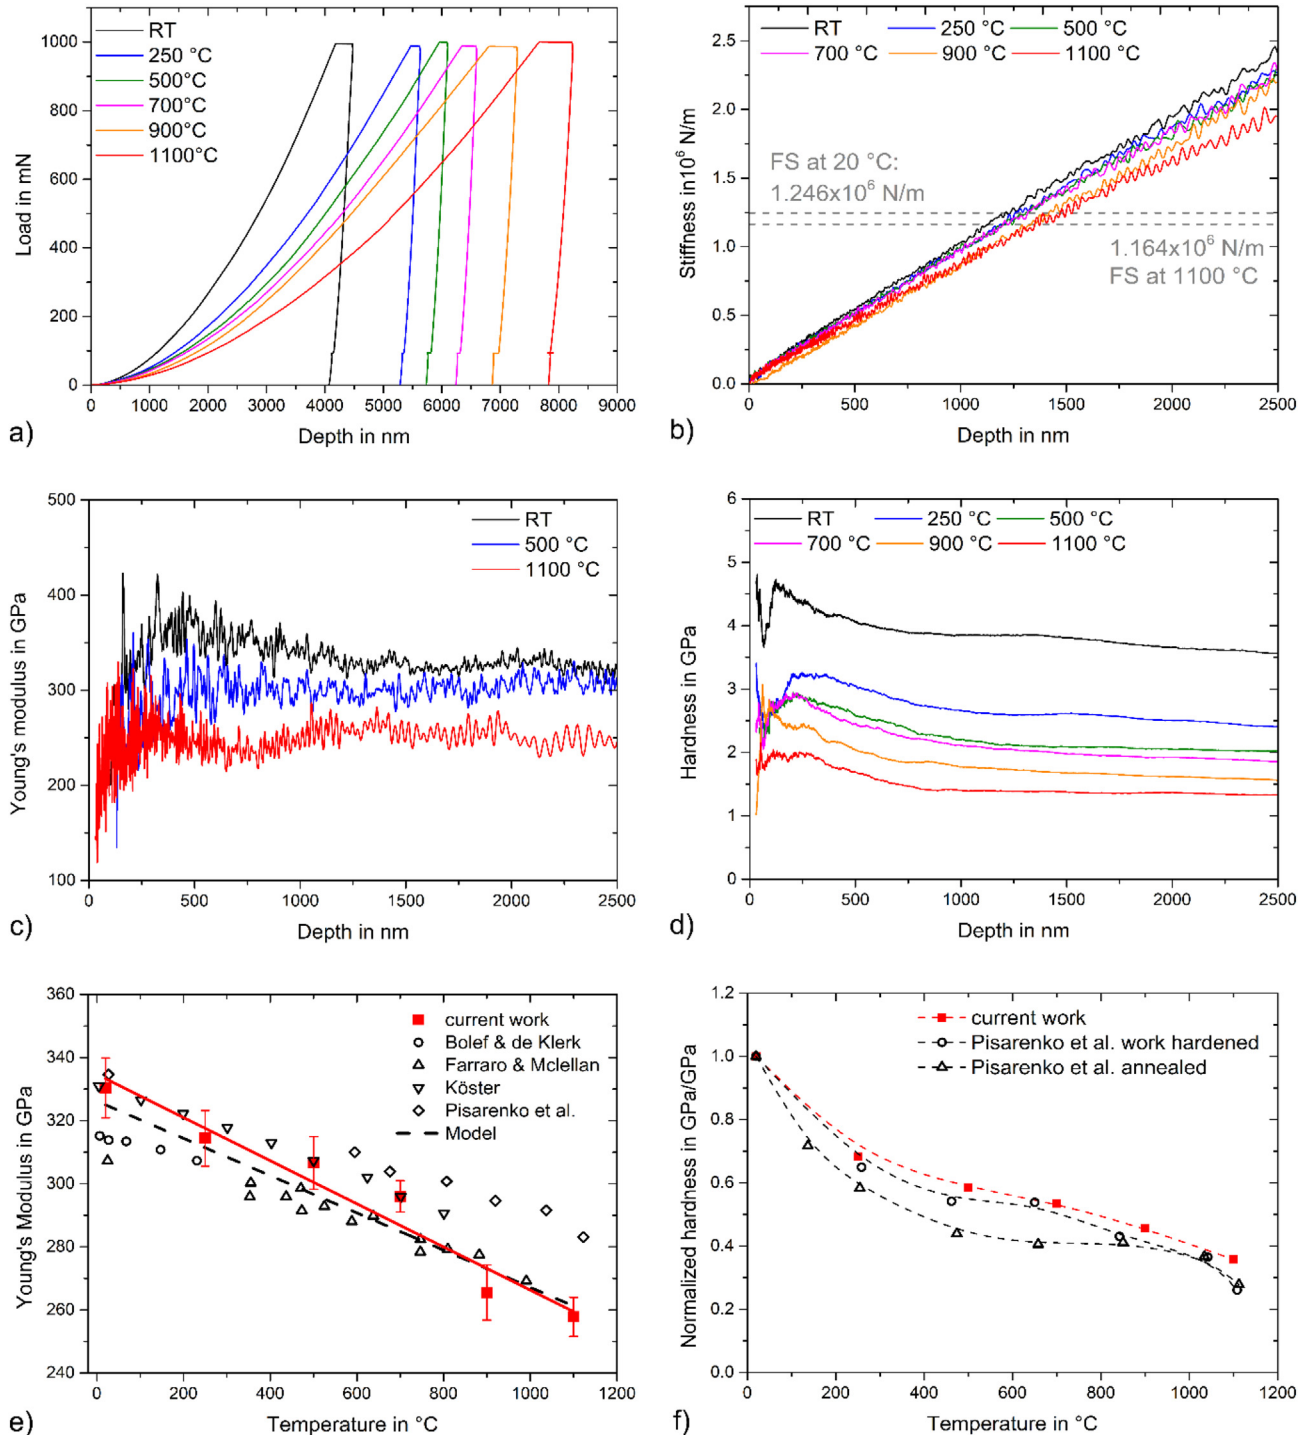 RT
250 °C
500°C
700°C
900°C
1100°C
1000
800
600
400
200
0
Load in mN
0 1000 2000 3000 4000 5000 6000 7000 8000 9000
Depth in nm
a)
RT 250 °C 500 °C
700 °C 900 °C 1100 °C
2.5
2.0
1.5
1.0
0.5
0.0
Stiffness in10⁶ N/m
FS at 20 °C:
1.246x10⁶ N/m
1.164x10⁶ N/m
FS at 1100 °C
0 500 1000 1500 2000 2500
Depth in nm
b)
RT
500 °C
1100 °C
500
400
300
200
100
Young's modulus in GPa
0 500 1000 1500 2000 2500
Depth in nm
c)
RT 250 °C 500 °C
700 °C 900 °C 1100 °C
6
5
4
3
2
1
0
Hardness in GPa
0 500 1000 1500 2000 2500
Depth in nm
d)
current work
Bolef & de Klerk
Farraro & Mclellan
Köster
Pisarenko et al.
Model
360
340
320
300
280
260
240
Young's Modulus in GPa
0 200 400 600 800 1000 1200
Temperature in °C
e)
current work
Pisarenko et al. work hardened
Pisarenko et al. annealed
1.2
1.0
0.8
0.6
0.4
0.2
0.0
Normalized hardness in GPa/GPa
0 200 400 600 800 1000 1200
Temperature in °C
f)